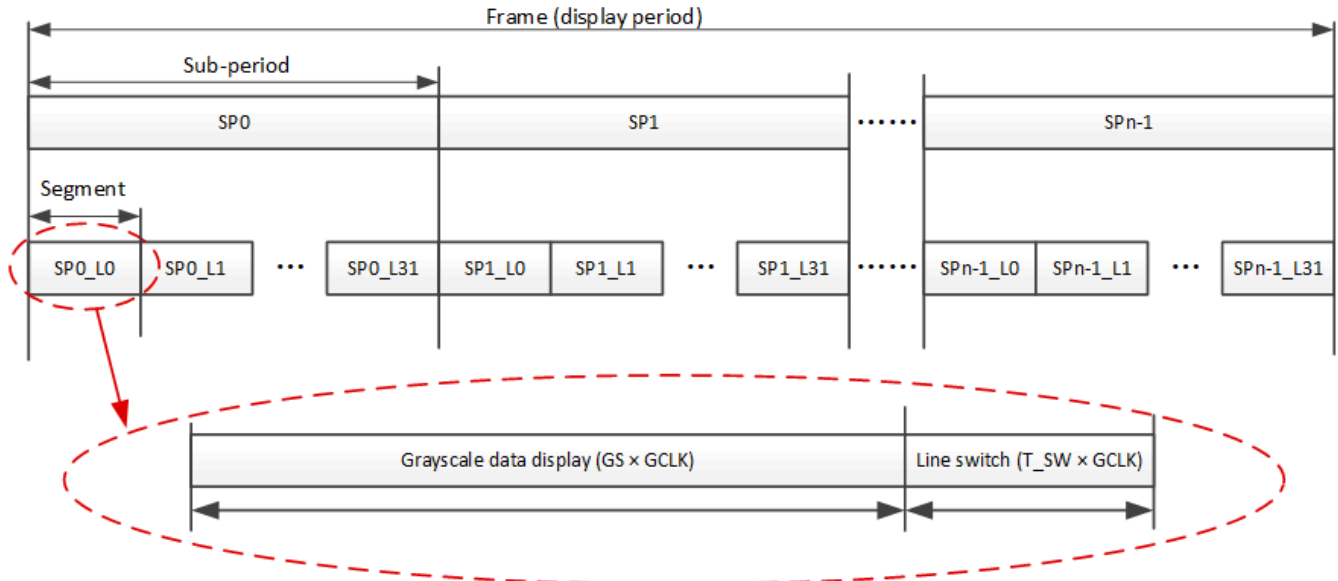 Frame (display period)
Sub-period
SP0 SP1 ...... SPn-1
Segment
SP0_L0 SP0_L1 ... SP0_L31 SP1_L0 SP1_L1 ... SP1_L31 ...... SPn-1_L0 SPn-1_L1 ... SPn-1_L31
Grayscale data display (GS × GCLK) Line switch (T_SW × GCLK)